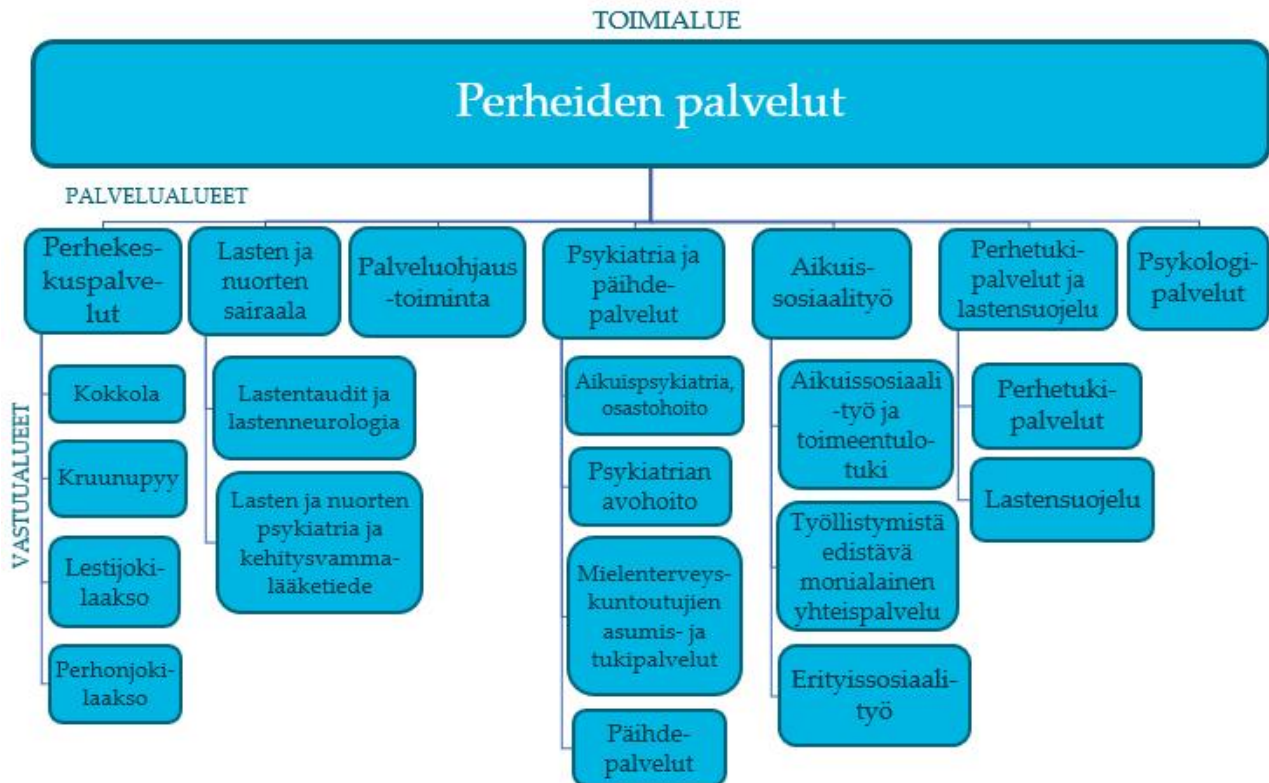 TOIMIALUE
Perheiden palvelut
PALVELUALUEET
Perhekes-
kuspalve-
lut
Lasten ja
nuorten
sairaala
Palveluohjaus
-toiminta
Psykiatria ja
päihde-
palvelut
Aikuis-
sosiaalityö
Perhetuki-
palvelut ja
lastensuojelu
Psykologi-
palvelut
VASTUUALUEET
Kokkola
Kruunupyy
Lestijoki-
laakso
Perhonjoki-
laakso
Lastentaudit ja
lastenneurologia
Lasten ja nuorten
psykiatria ja
kehitysvamma-
lääketiede
Aikuispsykiatria,
osastohoito
Psykiatrian
avohoito
Mielenterveys-
kuntoutujien
asumis- ja
tukipalvelut
Päihde-
palvelut
Aikuissosiaali
-työ ja
toimeentulo-
tuki
Työllistymistä
edistävä
monialainen
yhteispalvelu
Erityissosiaali-
työ
Perhetuki-
palvelut
Lastensuojelu